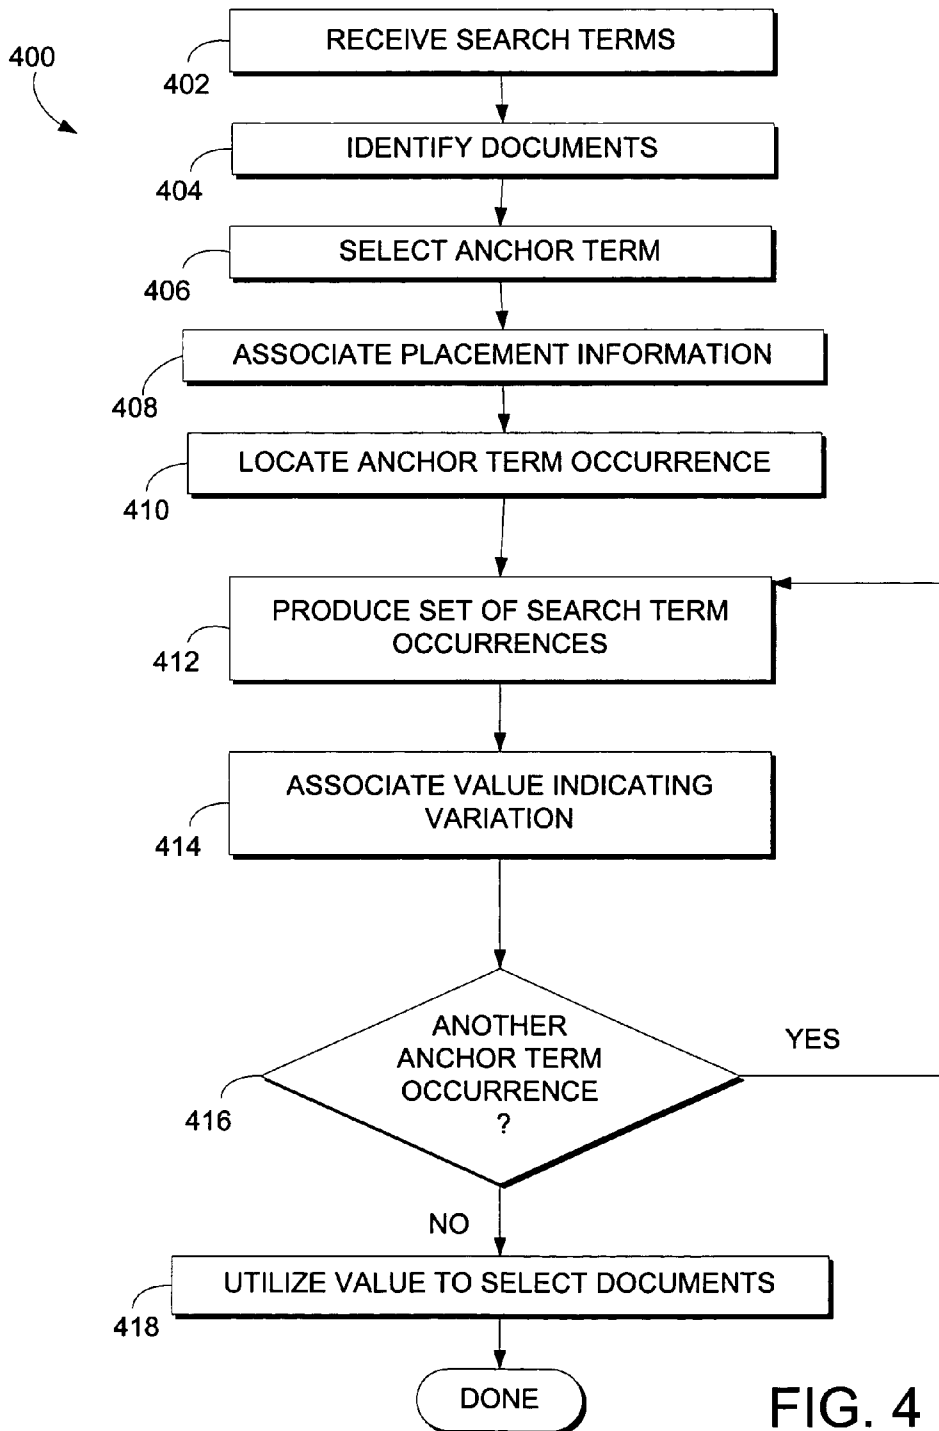 400
RECEIVE SEARCH TERMS
402
IDENTIFY DOCUMENTS
404
SELECT ANCHOR TERM
406
ASSOCIATE PLACEMENT INFORMATION
408
LOCATE ANCHOR TERM OCCURRENCE
410
PRODUCE SET OF SEARCH TERM
OCCURRENCES
412
ASSOCIATE VALUE INDICATING
VARIATION
414
ANOTHER
ANCHOR TERM
OCCURRENCE
?
416
YES
NO
UTILIZE VALUE TO SELECT DOCUMENTS
418
DONE
FIG. 4